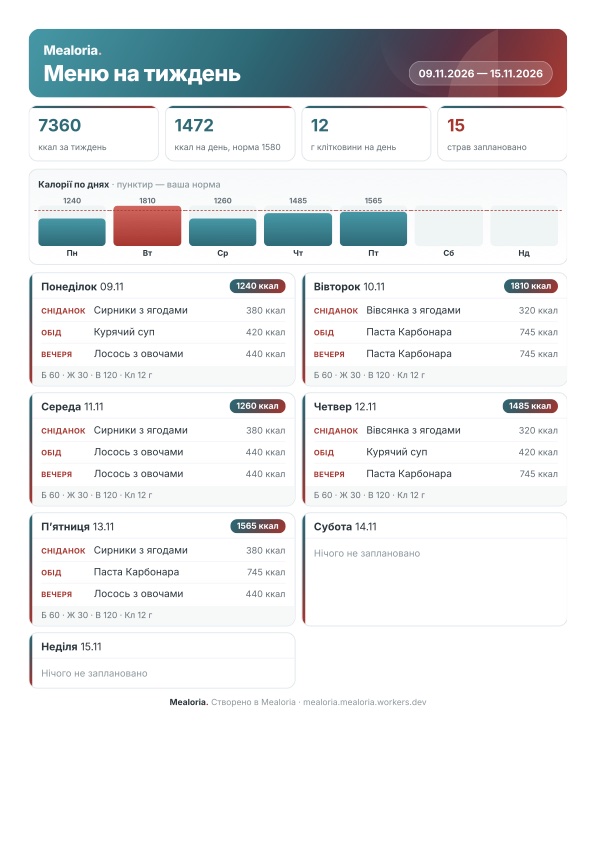 Mealoria.
Меню на тиждень
09.11.2026 — 15.11.2026
7360
ккал за тиждень
1472
ккал на день, норма 1580
12
г клітковини на день
15
страв заплановано
Калорії по днях · пунктир — ваша норма
1240 1810 1260 1485 1565
Пн Вт Ср Чт Пт Сб Нд
Понеділок 09.11 1240 ккал
СНІДАНОК Сирники з ягодами 380 ккал
ОБІД Курячий суп 420 ккал
ВЕЧЕРЯ Лосось з овочами 440 ккал
Б 60 · Ж 30 · В 120 · Кл 12 г
Вівторок 10.11 1810 ккал
СНІДАНОК Вівсянка з ягодами 320 ккал
ОБІД Паста Карбонара 745 ккал
ВЕЧЕРЯ Паста Карбонара 745 ккал
Б 60 · Ж 30 · В 120 · Кл 12 г
Середа 11.11 1260 ккал
СНІДАНОК Сирники з ягодами 380 ккал
ОБІД Лосось з овочами 440 ккал
ВЕЧЕРЯ Лосось з овочами 440 ккал
Б 60 · Ж 30 · В 120 · Кл 12 г
Четвер 12.11 1485 ккал
СНІДАНОК Вівсянка з ягодами 320 ккал
ОБІД Курячий суп 420 ккал
ВЕЧЕРЯ Паста Карбонара 745 ккал
Б 60 · Ж 30 · В 120 · Кл 12 г
П’ятниця 13.11 1565 ккал
СНІДАНОК Сирники з ягодами 380 ккал
ОБІД Паста Карбонара 745 ккал
ВЕЧЕРЯ Лосось з овочами 440 ккал
Б 60 · Ж 30 · В 120 · Кл 12 г
Субота 14.11
Нічого не заплановано
Неділя 15.11
Нічого не заплановано
Mealoria. Створено в Mealoria · mealoria.mealoria.workers.dev